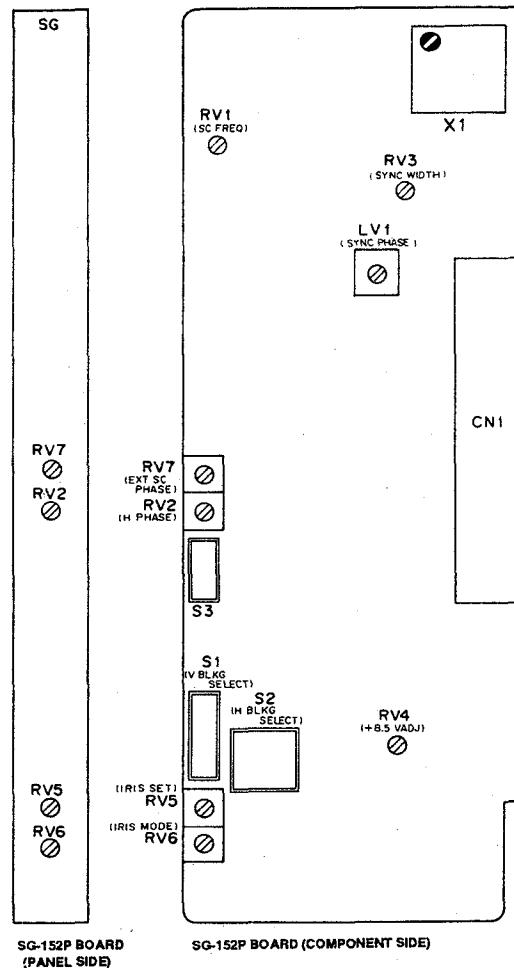 SG
RV7
RV2
RV5
RV6
SG-152P BOARD
(PANEL SIDE)
X1
RV1
(SC FREQ)
RV3
(SYNC WIDTH)
LV1
(SYNC PHASE)
CN1
RV7
(EXT SC
PHASE)
RV2
(H PHASE)
S3
S1
(V BLKG
SELECT)
S2
(H BLKG
SELECT)
RV4
(+8.5 VADJ)
(IRIS SET)
RV5
(IRIS MODE)
RV6
SG-152P BOARD (COMPONENT SIDE)